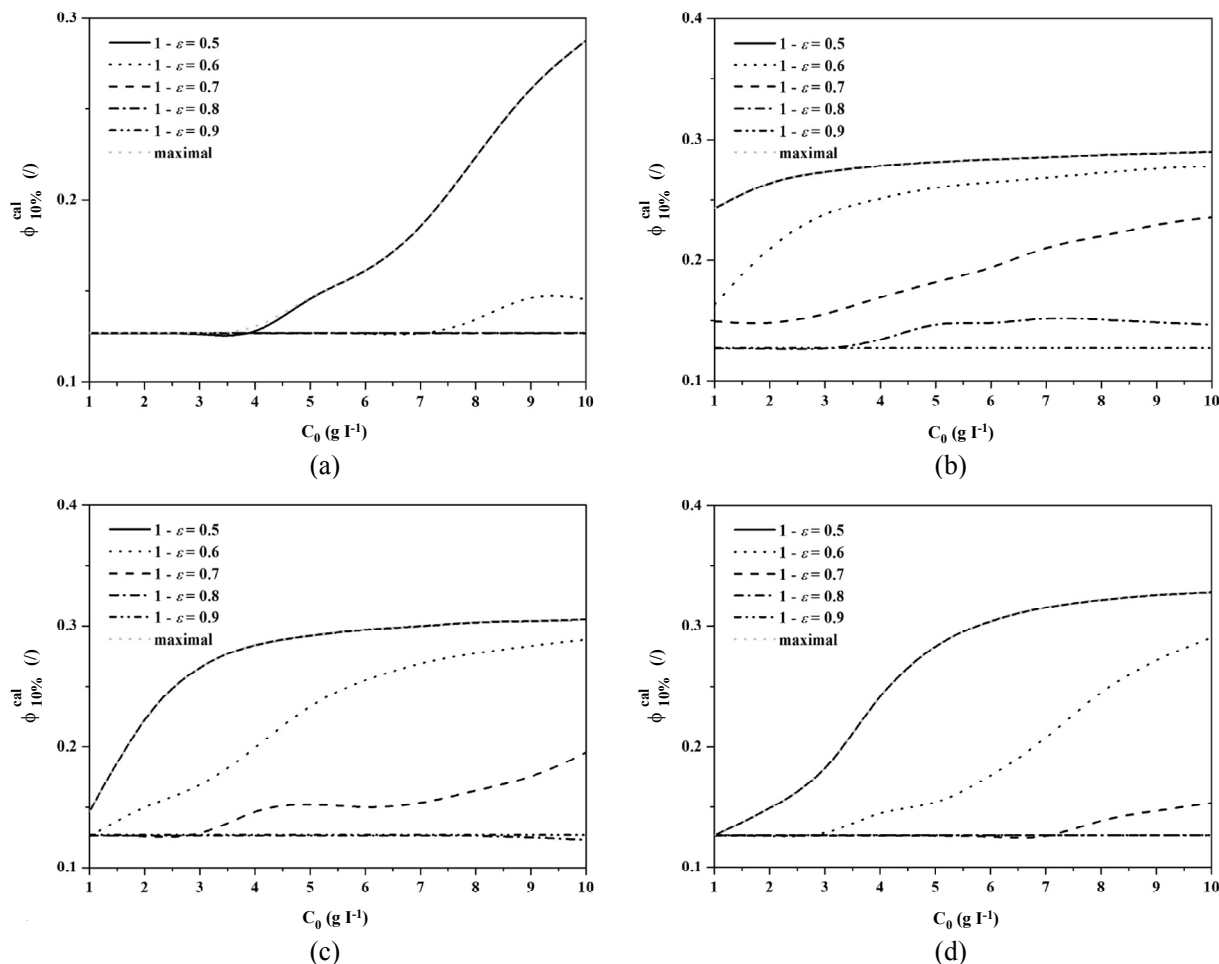 0.3
0.2
0.1
1 - ε = 0.5
1 - ε = 0.6
1 - ε = 0.7
1 - ε = 0.8
1 - ε = 0.9
maximal
ϕ cal 10% (/)
1 2 3 4 5 6 7 8 9 10
C₀ (g l⁻¹)
(a)
0.4
0.3
0.2
0.1
1 - ε = 0.5
1 - ε = 0.6
1 - ε = 0.7
1 - ε = 0.8
1 - ε = 0.9
maximal
ϕ cal 10% (/)
1 2 3 4 5 6 7 8 9 10
C₀ (g l⁻¹)
(b)
0.4
0.3
0.2
0.1
1 - ε = 0.5
1 - ε = 0.6
1 - ε = 0.7
1 - ε = 0.8
1 - ε = 0.9
maximal
ϕ cal 10% (/)
1 2 3 4 5 6 7 8 9 10
C₀ (g l⁻¹)
(c)
0.4
0.3
0.2
0.1
1 - ε = 0.5
1 - ε = 0.6
1 - ε = 0.7
1 - ε = 0.8
1 - ε = 0.9
maximal
ϕ cal 10% (/)
1 2 3 4 5 6 7 8 9 10
C₀ (g l⁻¹)
(d)